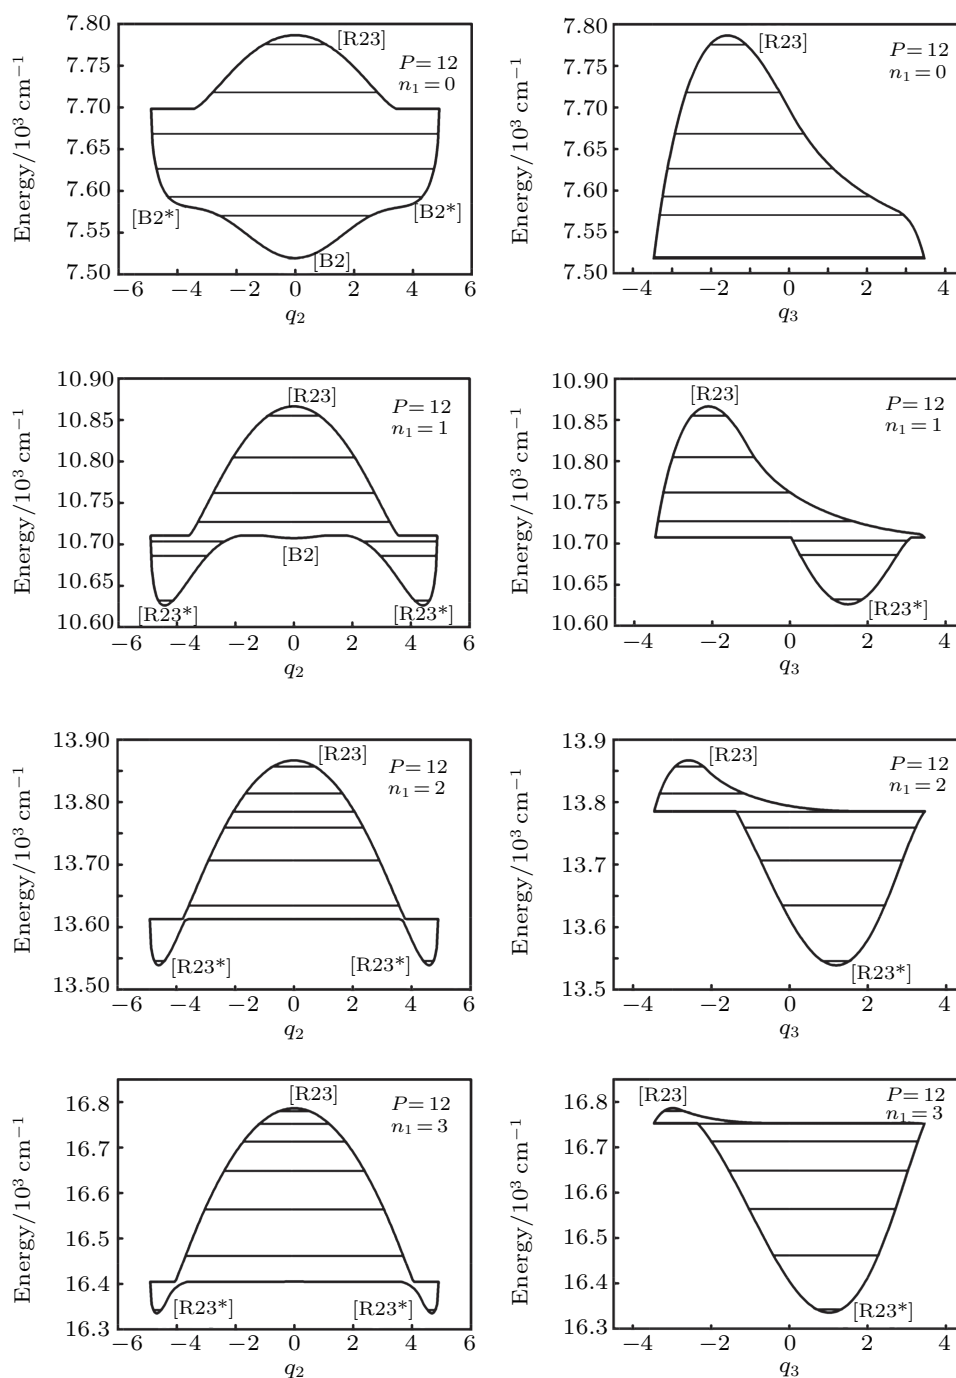 7.80
7.75
7.70
7.65
7.60
7.55
7.50
Energy/10³ cm⁻¹
[R23]
P=12
n₁=0
[B2*]
[B2*]
[B2]
−6 −4 −2 0 2 4 6
q₂
7.80
7.75
7.70
7.65
7.60
7.55
7.50
Energy/10³ cm⁻¹
[R23]
P=12
n₁=0
−4 −2 0 2 4
q₃
10.90
10.85
10.80
10.75
10.70
10.65
10.60
Energy/10³ cm⁻¹
[R23]
P=12
n₁=1
[B2]
[R23*]
[R23*]
−6 −4 −2 0 2 4 6
q₂
10.90
10.85
10.80
10.75
10.70
10.65
10.60
Energy/10³ cm⁻¹
[R23]
P=12
n₁=1
[R23*]
−4 −2 0 2 4
q₃
13.90
13.80
13.70
13.60
13.50
Energy/10³ cm⁻¹
[R23]
P=12
n₁=2
[R23*]
[R23*]
−6 −4 −2 0 2 4 6
q₂
13.9
13.8
13.7
13.6
13.5
Energy/10³ cm⁻¹
[R23]
P=12
n₁=2
[R23*]
−4 −2 0 2 4
q₃
16.8
16.7
16.6
16.5
16.4
16.3
Energy/10³ cm⁻¹
[R23]
P=12
n₁=3
[R23*]
[R23*]
−6 −4 −2 0 2 4 6
q₂
16.8
16.7
16.6
16.5
16.4
16.3
Energy/10³ cm⁻¹
[R23]
P=12
n₁=3
[R23*]
−4 −2 0 2 4
q₃